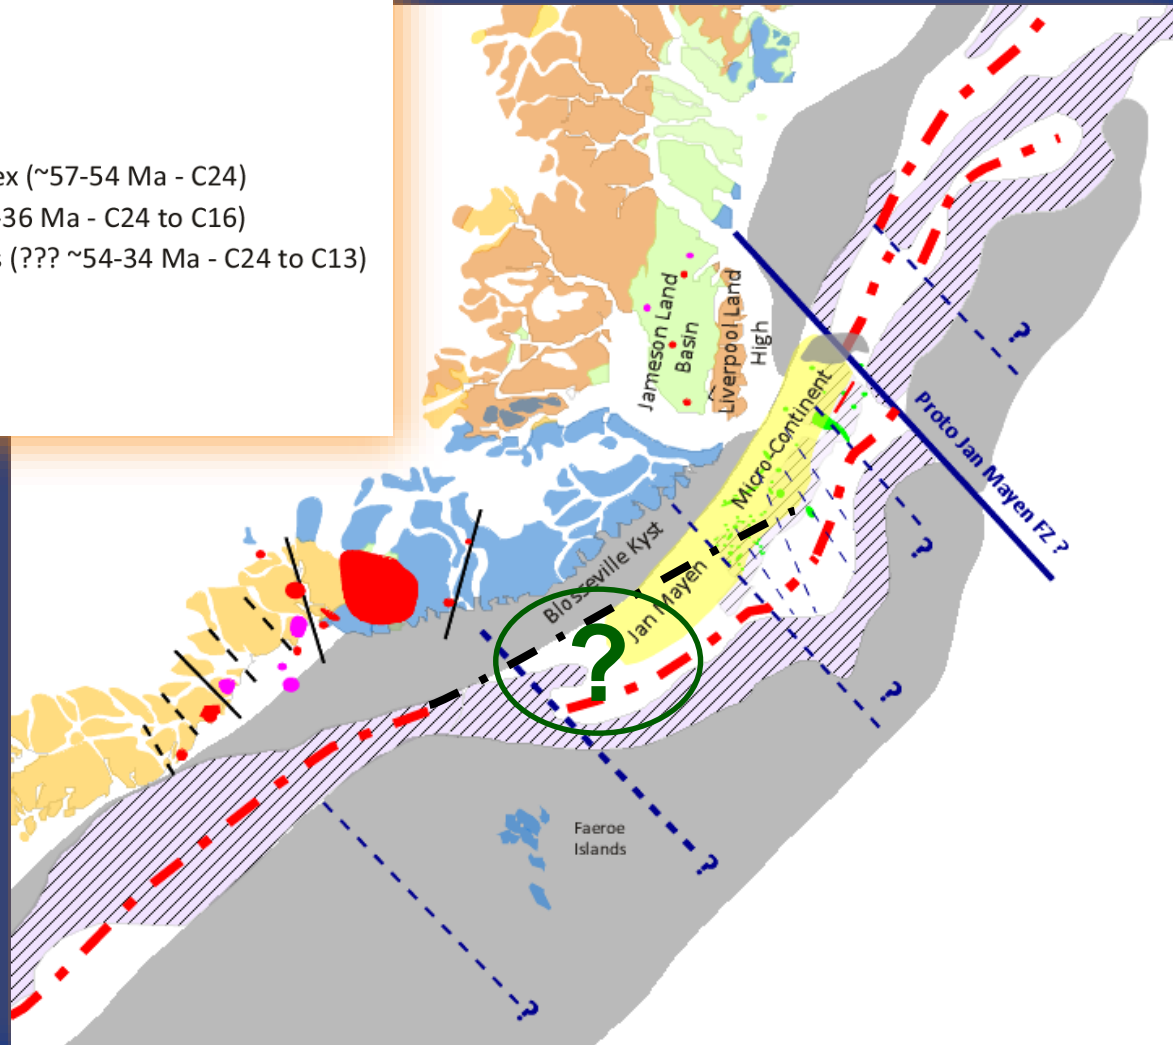 ex (~57-54 Ma - C24)
-36 Ma - C24 to C16)
s (??? ~54-34 Ma - C24 to C13)
Jameson Land
Basin
Liverpool Land
High
?
Micro-Continent
Proto Jan Mayen FZ ?
?
Blosseville Kyst
Jan Mayen
?
?
Faeroe
Islands
?
?